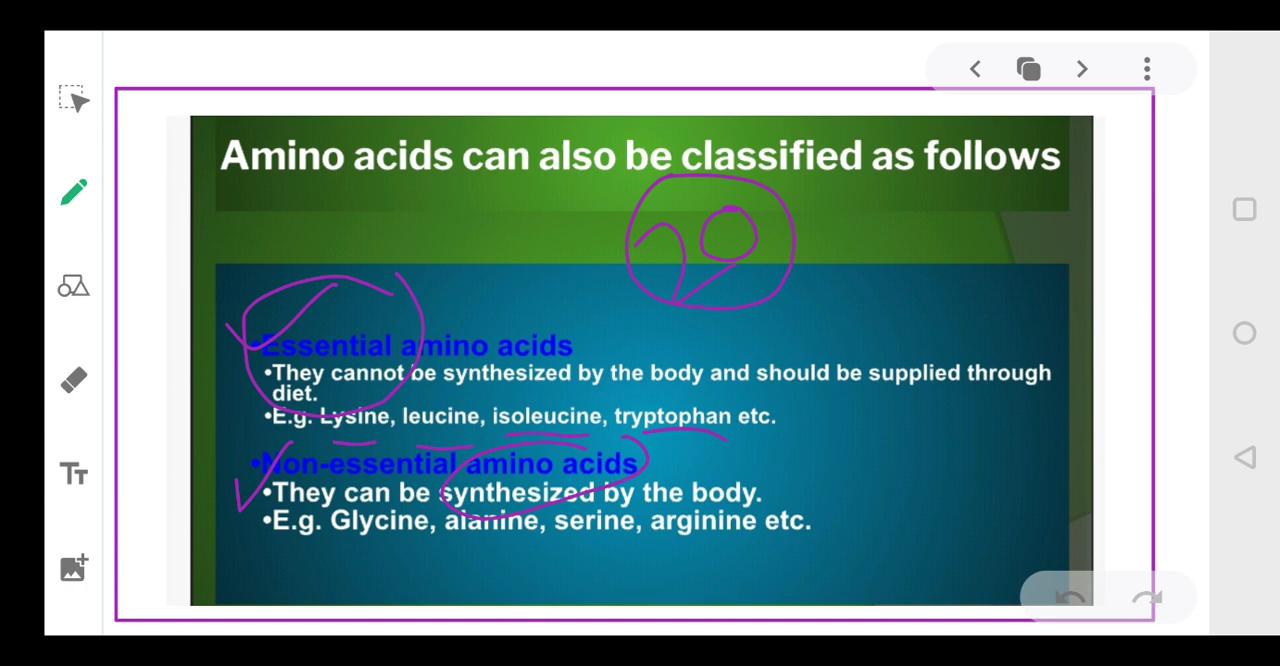 Amino acids can also be classified as follows
20
•Essential amino acids
•They cannot be synthesized by the body and should be supplied through
diet.
•E.g. Lysine, leucine, isoleucine, tryptophan etc.
•Non-essential amino acids
•They can be synthesized by the body.
•E.g. Glycine, alanine, serine, arginine etc.
TT